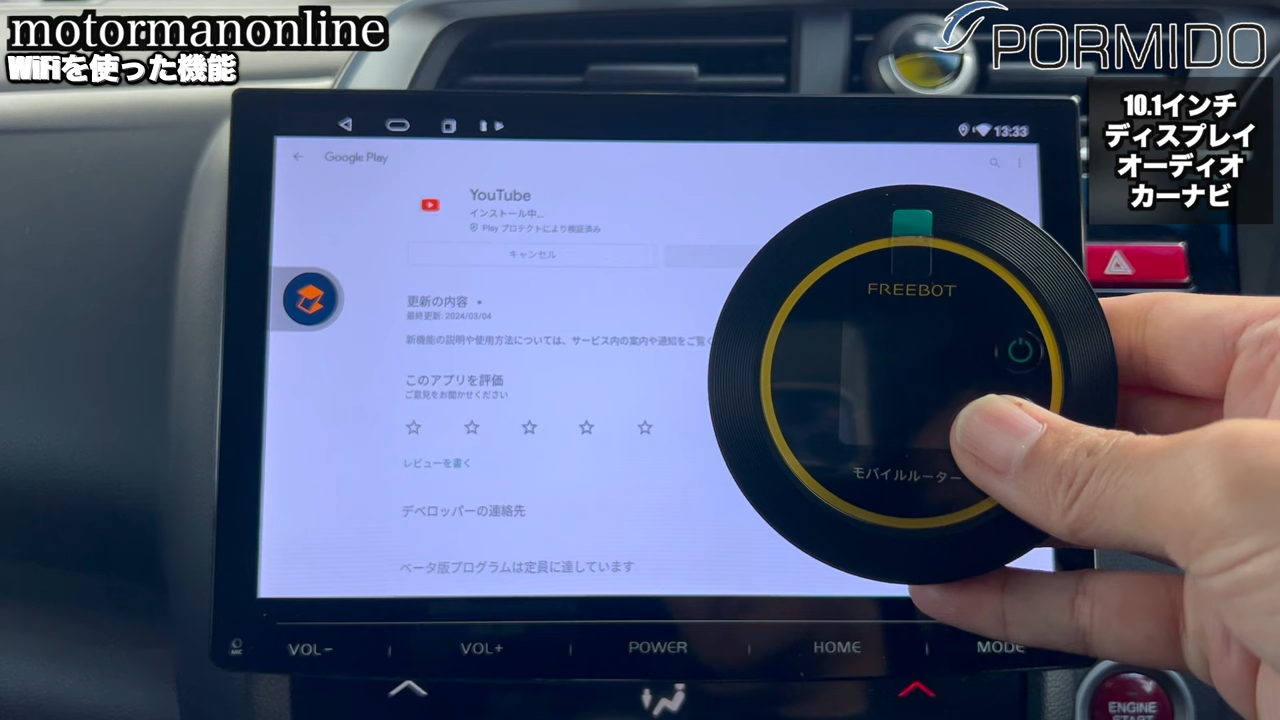 motormanonline
WiFiを使った機能
PORMIDO
10.1インチ
ディスプレイ
オーディオ
カーナビ
13:33
Google Play
YouTube
インストール中...
Play プロテクトにより検証済み
キャンセル
更新の内容
最終更新: 2024/03/04
新機能の説明や使用方法については、サービス内の案内や通知をご覧く
このアプリを評価
ご意見をお聞かせください
レビューを書く
デベロッパーの連絡先
ベータ版プログラムは定員に達しています
FREEBOT
モバイルルーター
MIC
VOL-
VOL+
POWER
HOME
MODE
ENGINE
START